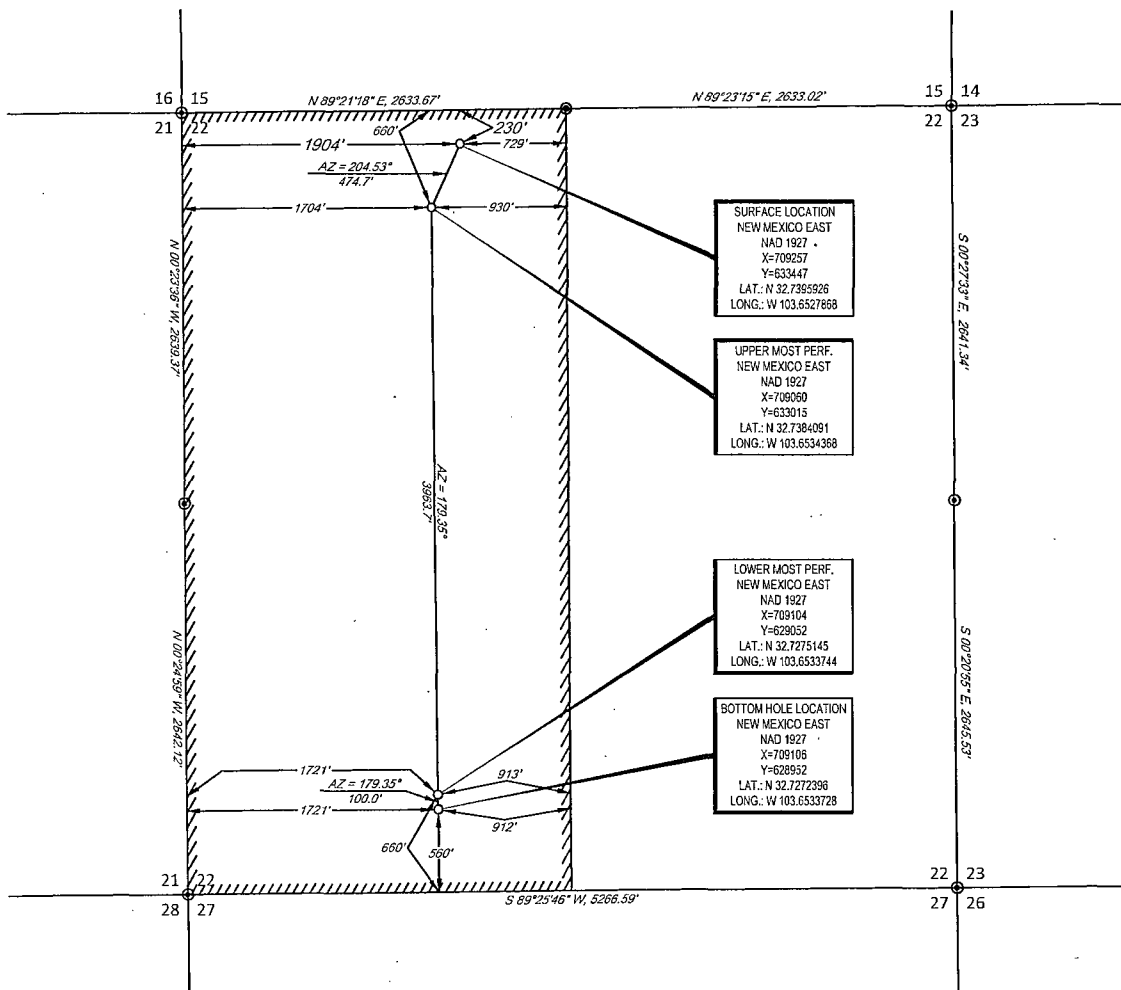 16 15
21 22
N 89°21'18" E, 2633.67'
N 89°23'15" E, 2633.02'
15 14
22 23
660'
230'
1904'
729'
AZ = 204.53°
474.7'
1704'
930'
SURFACE LOCATION
NEW MEXICO EAST
NAD 1927
X=709257
Y=633447
LAT.: N 32.7395926
LONG.: W 103.6527868
N 00°23'36" W, 2639.37'
S 00°27'33" E, 2641.34'
UPPER MOST PERF.
NEW MEXICO EAST
NAD 1927
X=709060
Y=633015
LAT.: N 32.7384091
LONG.: W 103.6534368
AZ = 179.35°
3963.7'
LOWER MOST PERF.
NEW MEXICO EAST
NAD 1927
X=709104
Y=629052
LAT.: N 32.7275145
LONG.: W 103.6533744
N 00°24'59" W, 2642.12'
S 00°20'55" E, 2645.53'
BOTTOM HOLE LOCATION
NEW MEXICO EAST
NAD 1927
X=709106
Y=628952
LAT.: N 32.7272396
LONG.: W 103.6533728
1721'
913'
AZ = 179.35°
100.0'
1721'
912'
660'
560'
21 22
28 27
S 89°25'46" W, 5266.59'
22 23
27 26